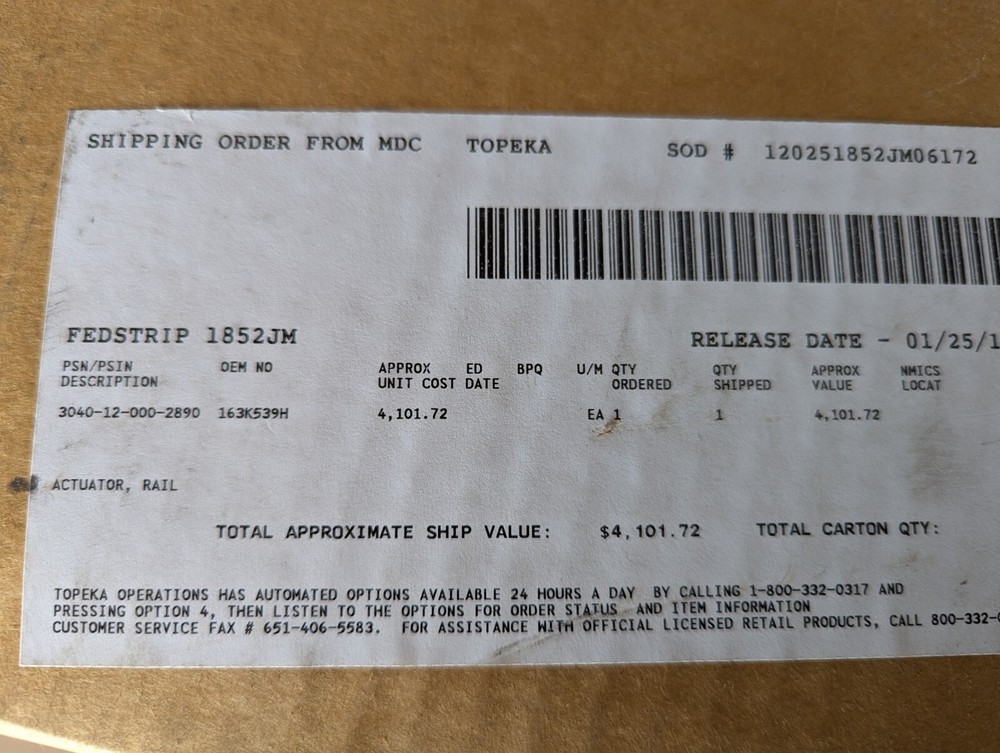 SHIPPING ORDER FROM MDC TOPEKA SOD # 120251852JM06172
FEDSTRIP 1852JM RELEASE DATE - 01/25/1
PSN/PSIN OEM NO APPROX ED BPQ U/M QTY QTY APPROX NMICS
DESCRIPTION UNIT COST DATE ORDERED SHIPPED VALUE LOCAT
3040-12-000-2890 163K539H 4,101.72 EA 1 1 4,101.72
ACTUATOR, RAIL
TOTAL APPROXIMATE SHIP VALUE: $4,101.72 TOTAL CARTON QTY:
TOPEKA OPERATIONS HAS AUTOMATED OPTIONS AVAILABLE 24 HOURS A DAY BY CALLING 1-800-332-0317 AND
PRESSING OPTION 4, THEN LISTEN TO THE OPTIONS FOR ORDER STATUS AND ITEM INFORMATION
CUSTOMER SERVICE FAX # 651-406-5583. FOR ASSISTANCE WITH OFFICIAL LICENSED RETAIL PRODUCTS, CALL 800-332-